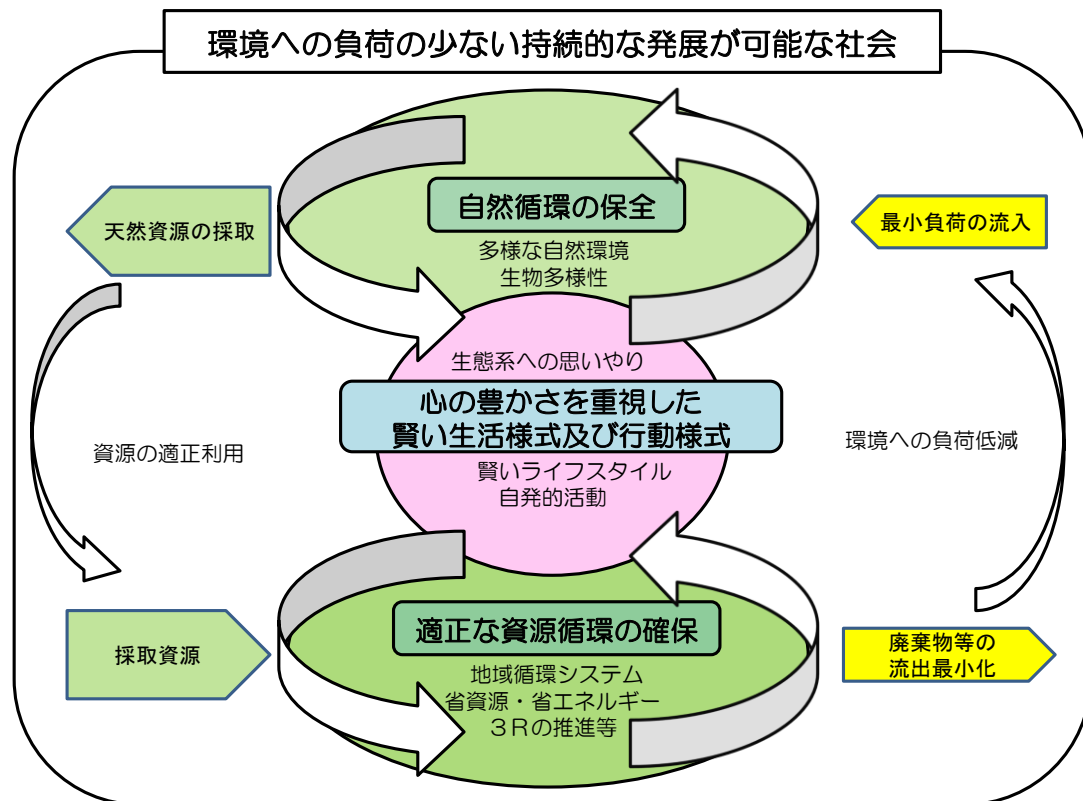 環境への負荷の少ない持続的な発展が可能な社会
自然循環の保全
多様な自然環境
生物多様性
天然資源の採取
最小負荷の流入
生態系への思いやり
心の豊かさを重視した
賢い生活様式及び行動様式
賢いライフスタイル
自発的活動
資源の適正利用
環境への負荷低減
適正な資源循環の確保
地域循環システム
省資源・省エネルギー
３Rの推進等
採取資源
廃棄物等の
流出最小化